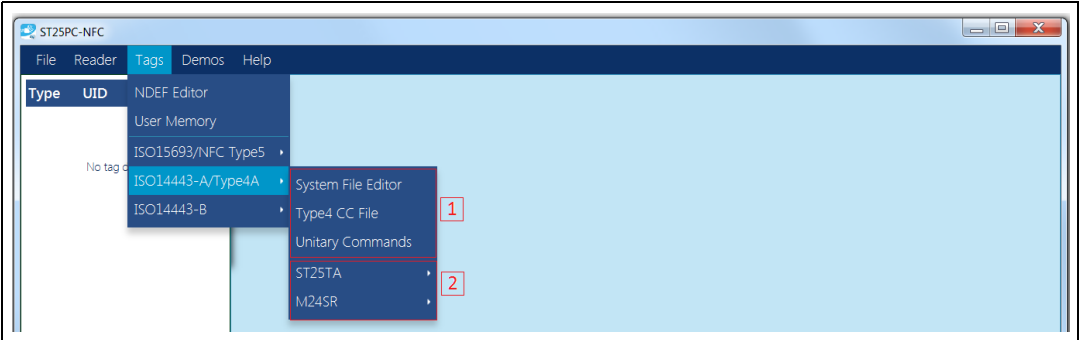 ST25PC-NFC
X
File Reader Tags Demos Help
Type UID
NDEF Editor
User Memory
ISO15693/NFC Type5
No tag
ISO14443-A/Type4A
ISO14443-B
System File Editor
Type4 CC File
Unitary Commands
1
ST25TA
M24SR
2